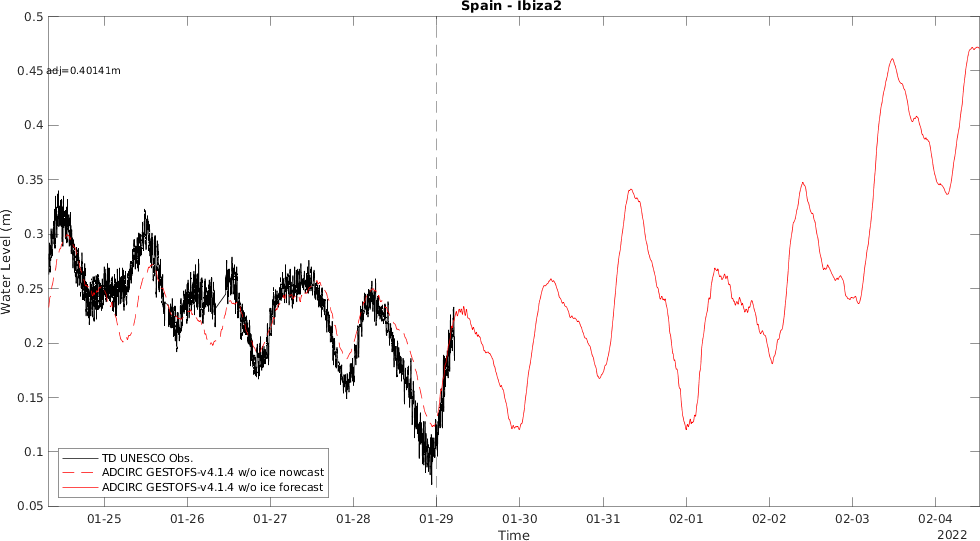 Spain - Ibiza2
0.5
0.45
adj=0.40141m
0.4
0.35
0.3
0.25
0.2
0.15
0.1
0.05
Water Level (m)
TD UNESCO Obs.
ADCIRC GESTOFS-v4.1.4 w/o ice nowcast
ADCIRC GESTOFS-v4.1.4 w/o ice forecast
01-25 01-26 01-27 01-28 01-29 01-30 01-31 02-01 02-02 02-03 02-04
Time
2022